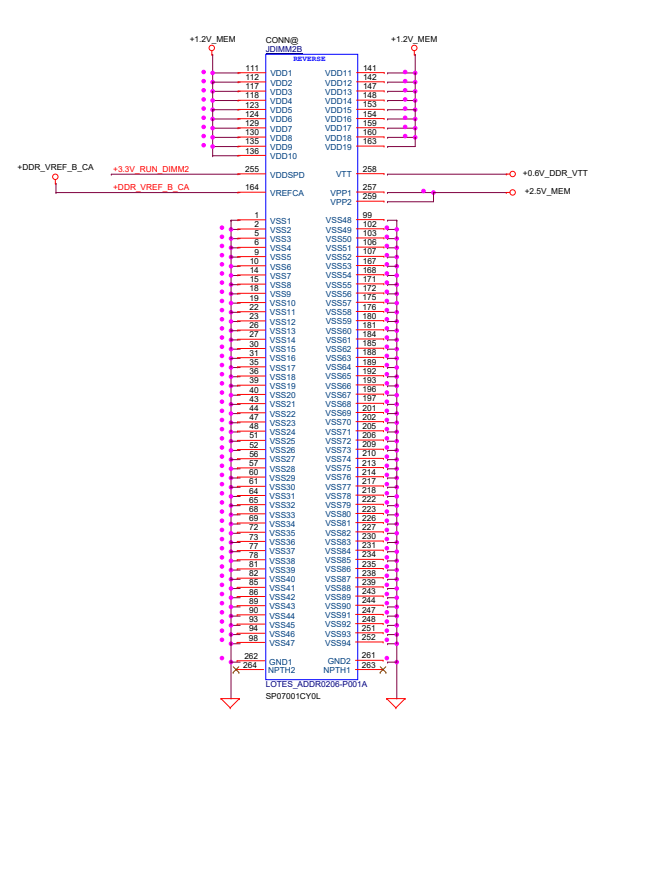 +1.2V_MEM CONN@ +1.2V_MEM
JDIMM2B
REVERSE
111 VDD1 VDD11 141
112 VDD2 VDD12 142
117 VDD3 VDD13 147
118 VDD4 VDD14 148
123 VDD5 VDD15 153
124 VDD6 VDD16 154
129 VDD7 VDD17 159
130 VDD8 VDD18 160
135 VDD9 VDD19 163
136 VDD10
+DDR_VREF_B_CA +3.3V_RUN_DIMM2 255 VDDSPD VTT 258 +0.6V_DDR_VTT
+DDR_VREF_B_CA 164 VREFCA VPP1 257 +2.5V_MEM
VPP2 259
1 VSS1 VSS48 99
2 VSS2 VSS49 102
5 VSS3 VSS50 103
6 VSS4 VSS51 106
9 VSS5 VSS52 107
10 VSS6 VSS53 167
14 VSS7 VSS54 168
15 VSS8 VSS55 171
18 VSS9 VSS56 172
19 VSS10 VSS57 175
22 VSS11 VSS58 176
23 VSS12 VSS59 180
26 VSS13 VSS60 181
27 VSS14 VSS61 184
30 VSS15 VSS62 185
31 VSS16 VSS63 188
35 VSS17 VSS64 189
36 VSS18 VSS65 192
39 VSS19 VSS66 193
40 VSS20 VSS67 196
43 VSS21 VSS68 197
44 VSS22 VSS69 201
47 VSS23 VSS70 202
48 VSS24 VSS71 205
51 VSS25 VSS72 206
52 VSS26 VSS73 209
56 VSS27 VSS74 210
57 VSS28 VSS75 213
60 VSS29 VSS76 214
61 VSS30 VSS77 217
64 VSS31 VSS78 218
65 VSS32 VSS79 222
68 VSS33 VSS80 223
69 VSS34 VSS81 226
72 VSS35 VSS82 227
73 VSS36 VSS83 230
77 VSS37 VSS84 231
78 VSS38 VSS85 234
81 VSS39 VSS86 235
82 VSS40 VSS87 238
85 VSS41 VSS88 239
86 VSS42 VSS89 243
89 VSS43 VSS90 244
90 VSS44 VSS91 247
93 VSS45 VSS92 248
94 VSS46 VSS93 251
98 VSS47 VSS94 252
262 GND1 GND2 261
264 NPTH2 NPTH1 263
LOTES_ADDR0206-P001A
SP07001CY0L